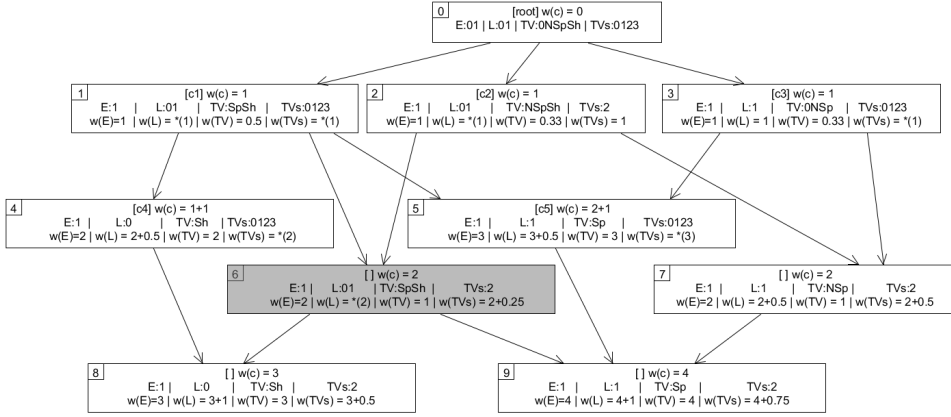 0
[root] w(c) = 0
E:01 | L:01 | TV:0NSpSh | TVs:0123
1
[c1] w(c) = 1
E:1 | L:01 | TV:SpSh | TVs:0123
w(E)=1 | w(L) = *(1) | w(TV) = 0.5 | w(TVs) = *(1)
2
[c2] w(c) = 1
E:1 | L:01 | TV:NSpSh | TVs:2
w(E)=1 | w(L) = *(1) | w(TV) = 0.33 | w(TVs) = 1
3
[c3] w(c) = 1
E:1 | L:1 | TV:0NSp | TVs:0123
w(E)=1 | w(L) = 1 | w(TV) = 0.33 | w(TVs) = *(1)
4
[c4] w(c) = 1+1
E:1 | L:0 | TV:Sh | TVs:0123
w(E)=2 | w(L) = 2+0.5 | w(TV) = 2 | w(TVs) = *(2)
5
[c5] w(c) = 2+1
E:1 | L:1 | TV:Sp | TVs:0123
w(E)=3 | w(L) = 3+0.5 | w(TV) = 3 | w(TVs) = *(3)
6
[ ] w(c) = 2
E:1 | L:01 | TV:SpSh | TVs:2
w(E)=2 | w(L) = *(2) | w(TV) = 1 | w(TVs) = 2+0.25
7
[ ] w(c) = 2
E:1 | L:1 | TV:NSp | TVs:2
w(E)=2 | w(L) = 2+0.5 | w(TV) = 1 | w(TVs) = 2+0.5
8
[ ] w(c) = 3
E:1 | L:0 | TV:Sh | TVs:2
w(E)=3 | w(L) = 3+1 | w(TV) = 3 | w(TVs) = 3+0.5
9
[ ] w(c) = 4
E:1 | L:1 | TV:Sp | TVs:2
w(E)=4 | w(L) = 4+1 | w(TV) = 4 | w(TVs) = 4+0.75